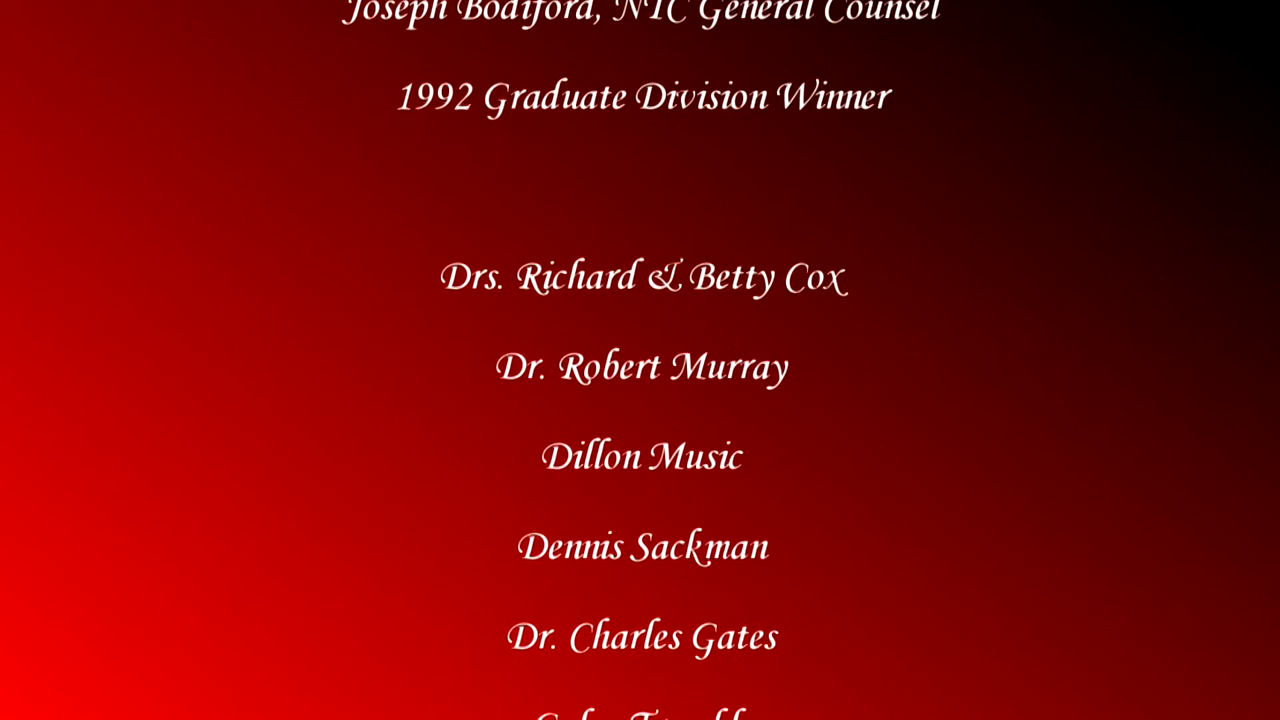 Joseph Bodiford, NTC General Counsel
1992 Graduate Division Winner
Drs. Richard & Betty Cox
Dr. Robert Murray
Dillon Music
Dennis Sackman
Dr. Charles Gates